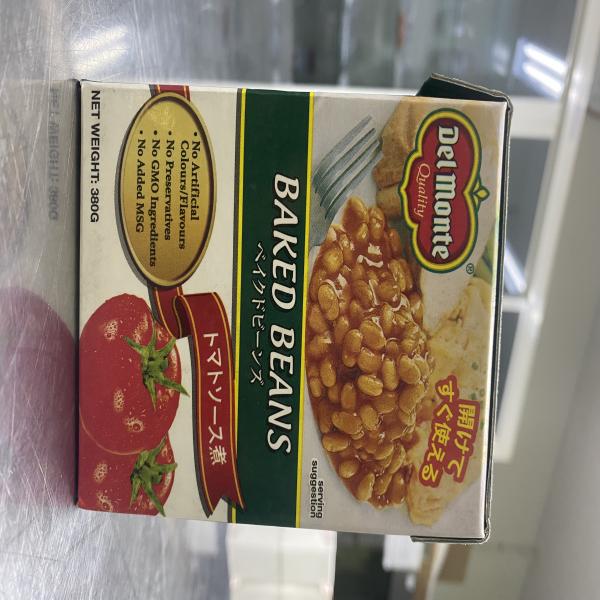 Del Monte
Quality
®
開けて
すぐ使える
serving
suggestion
BAKED BEANS
ベイクドビーンズ
トマトソース煮
• No Artificial
Colours/Flavours
• No Preservatives
• No GMO Ingredients
• No Added MSG
NET WEIGHT: 380G